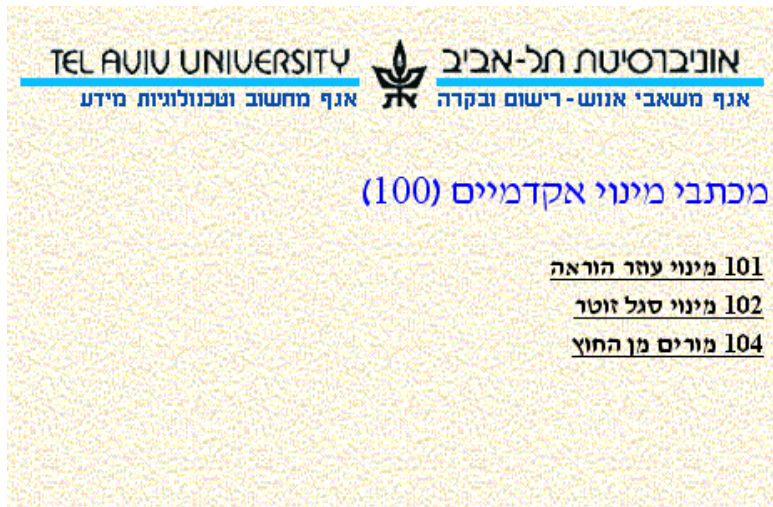 TEL AVIV UNIVERSITY אוניברסיטת תל-אביב
אגף משאבי אנוש - רישום ובקרה
אגף מחשוב וטכנולוגיות מידע
מכתבי מינוי אקדמיים (100)
101 מינוי עוזר הוראה
102 מינוי סגל זוטר
104 מורים מן החוץ